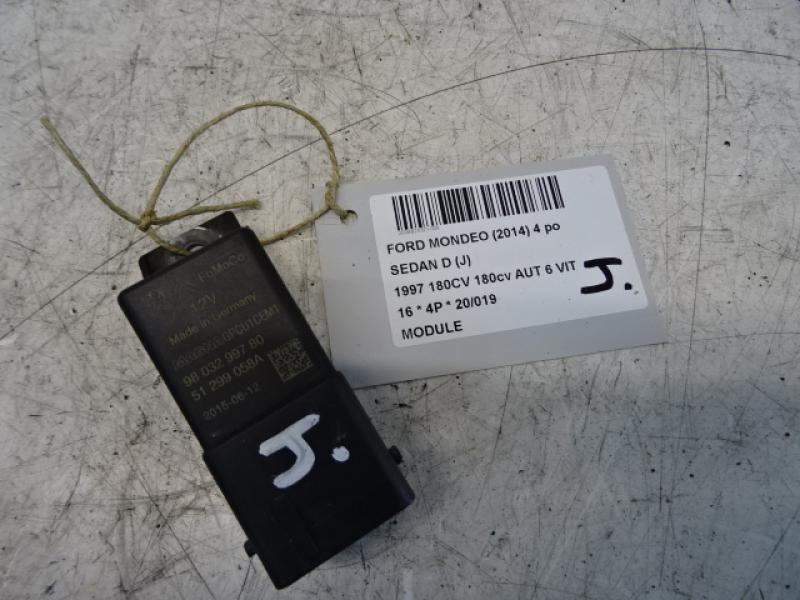 FORD MONDEO (2014) 4 po
SEDAN D (J)
1997 180CV 180cv AUT 6 VIT
16 * 4P * 20/019
MODULE
J.
FoMoCo
12V
Made in Germany
GPCU1CEM1
98 032 997 80
51 299 058A
2015-06-12
J.